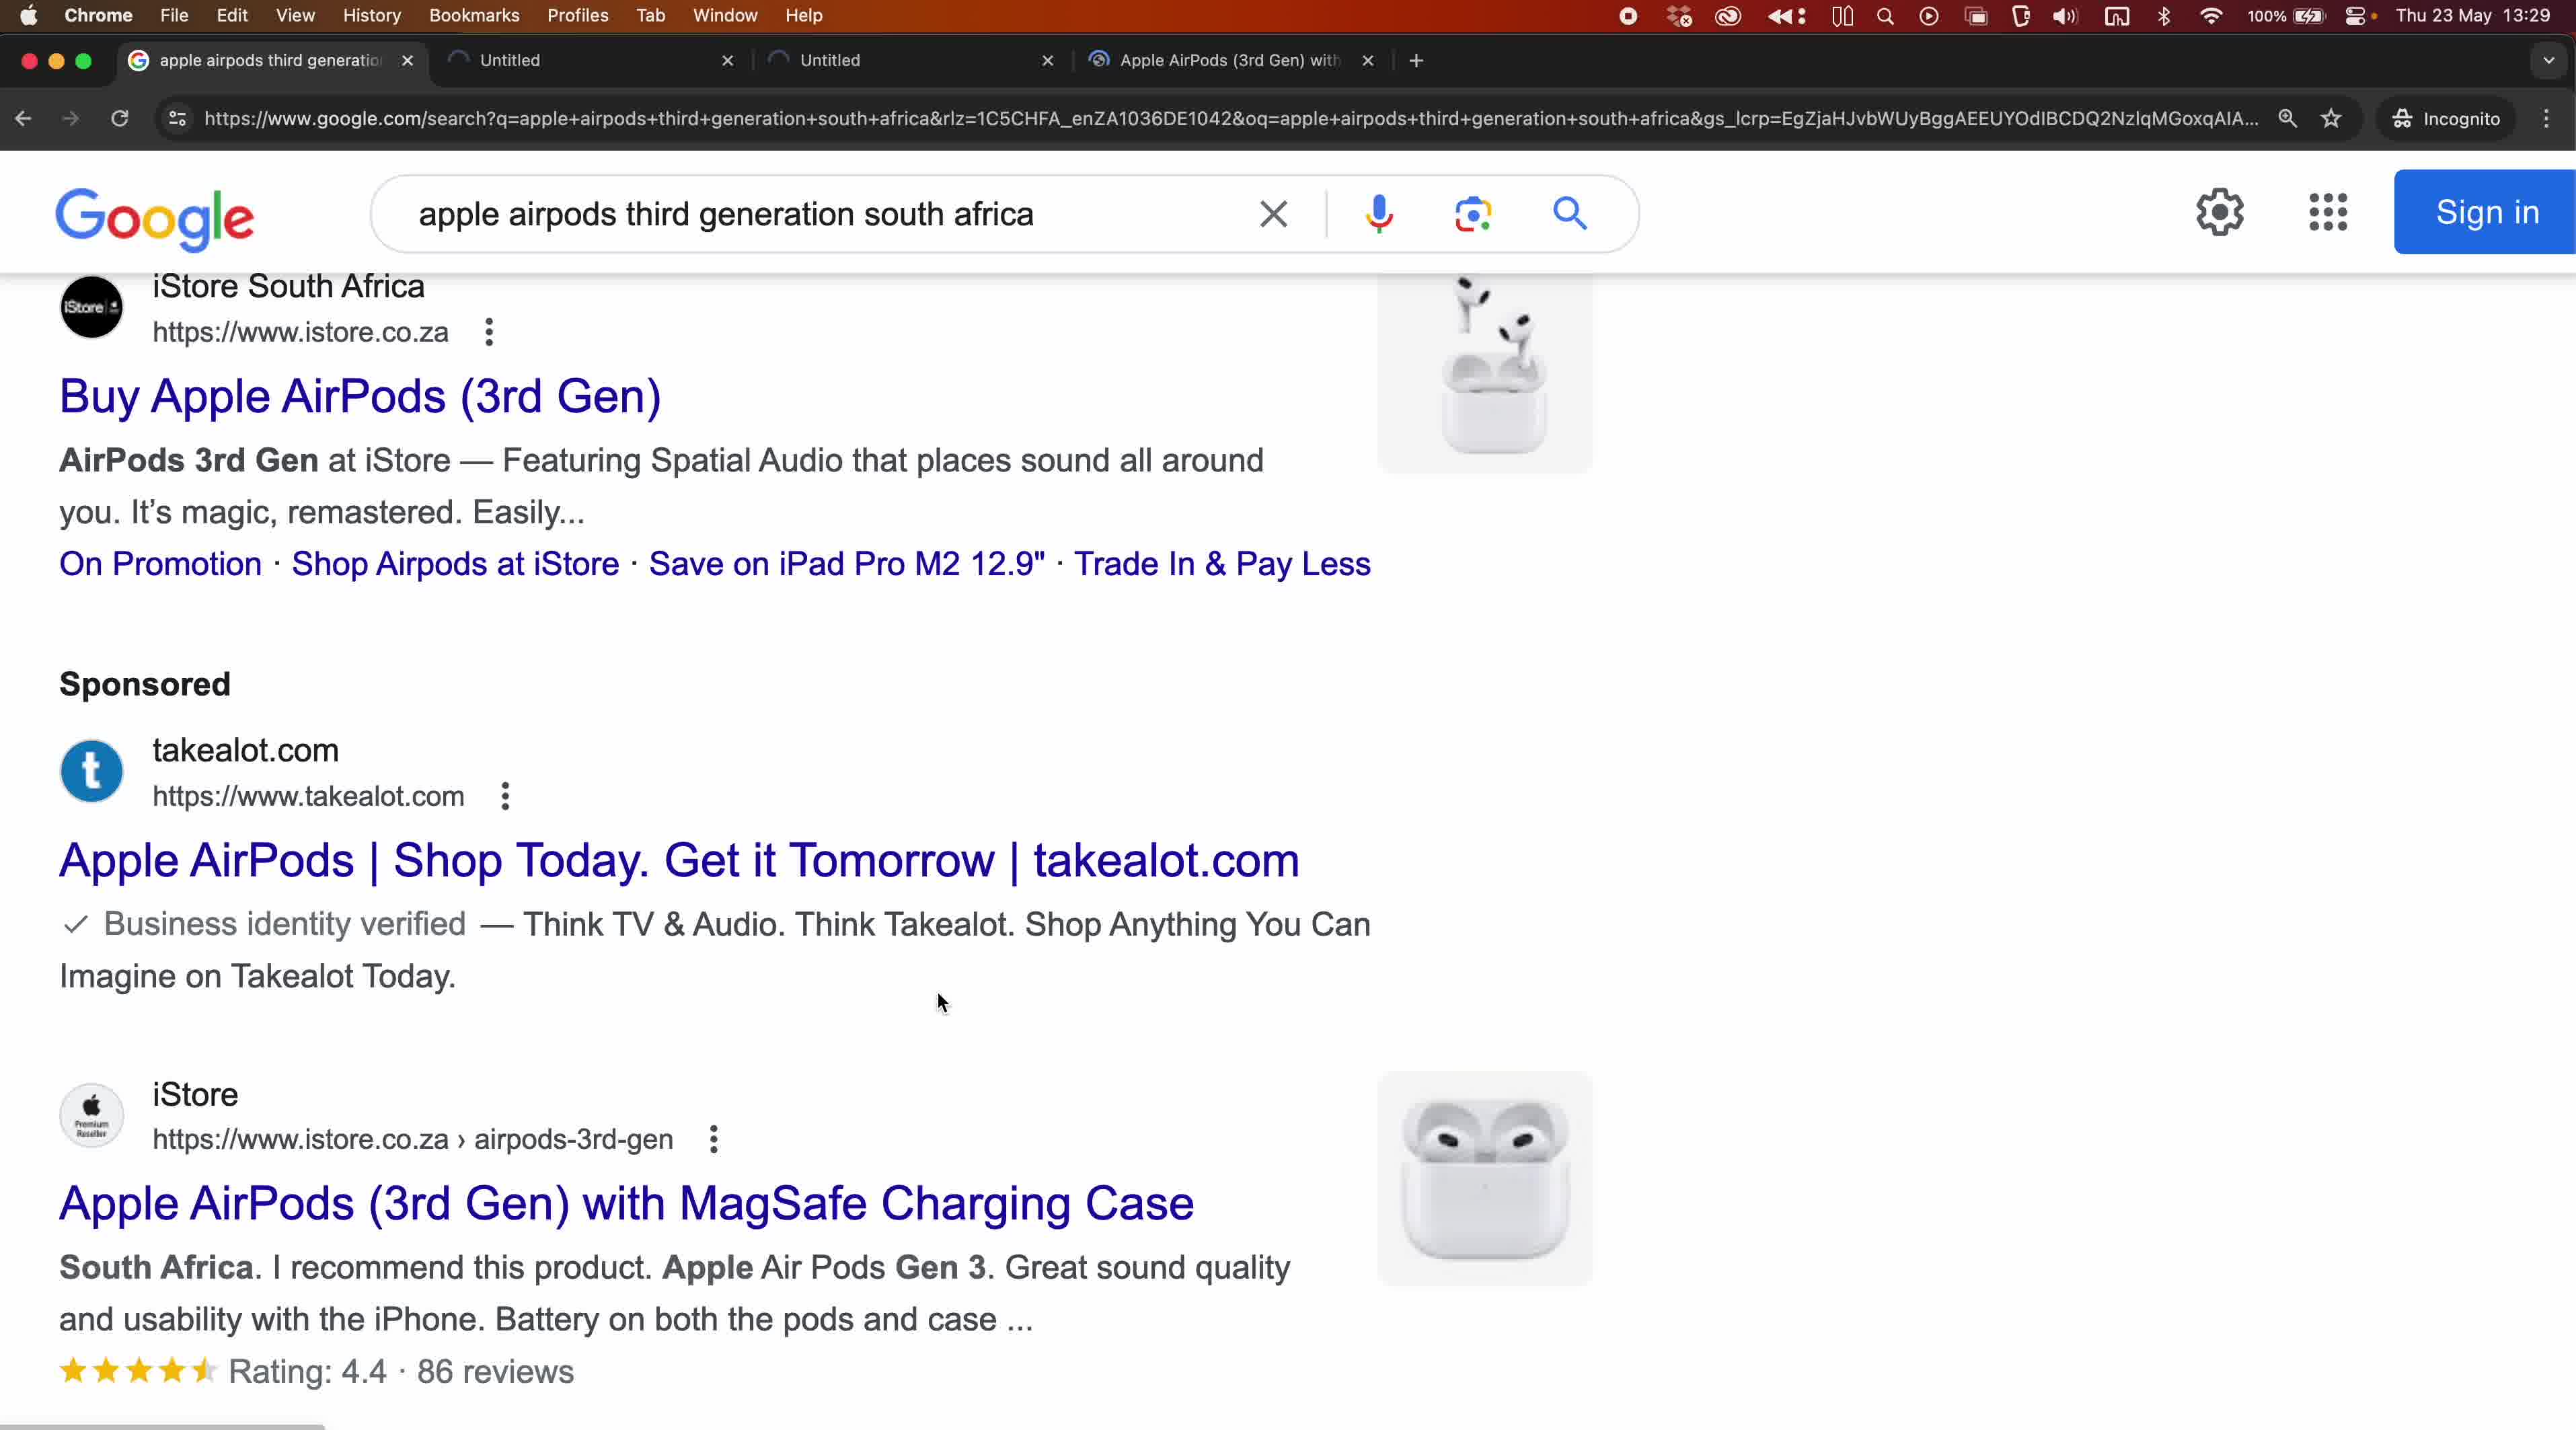 Chrome File Edit View History Bookmarks Profiles Tab Window Help 100% Thu 23 May 13:29
apple airpods third generation Untitled Untitled Apple AirPods (3rd Gen) with
https://www.google.com/search?q=apple+airpods+third+generation+south+africa&rlz=1C5CHFA_enZA1036DE1042&oq=apple+airpods+third+generation+south+africa&gs_lcrp=EgZjaHJvbWUyBggAEEUYOdIBCDQ2NzIqMGoxqAIA... Incognito
Google apple airpods third generation south africa Sign in
iStore
iStore South Africa
https://www.istore.co.za
Buy Apple AirPods (3rd Gen)
AirPods 3rd Gen at iStore — Featuring Spatial Audio that places sound all around
you. It’s magic, remastered. Easily...
On Promotion · Shop Airpods at iStore · Save on iPad Pro M2 12.9" · Trade In & Pay Less
Sponsored
t
takealot.com
https://www.takealot.com
Apple AirPods | Shop Today. Get it Tomorrow | takealot.com
Business identity verified — Think TV & Audio. Think Takealot. Shop Anything You Can
Imagine on Takealot Today.
Premium
Reseller
iStore
https://www.istore.co.za › airpods-3rd-gen
Apple AirPods (3rd Gen) with MagSafe Charging Case
South Africa. I recommend this product. Apple Air Pods Gen 3. Great sound quality
and usability with the iPhone. Battery on both the pods and case ...
Rating: 4.4 · 86 reviews